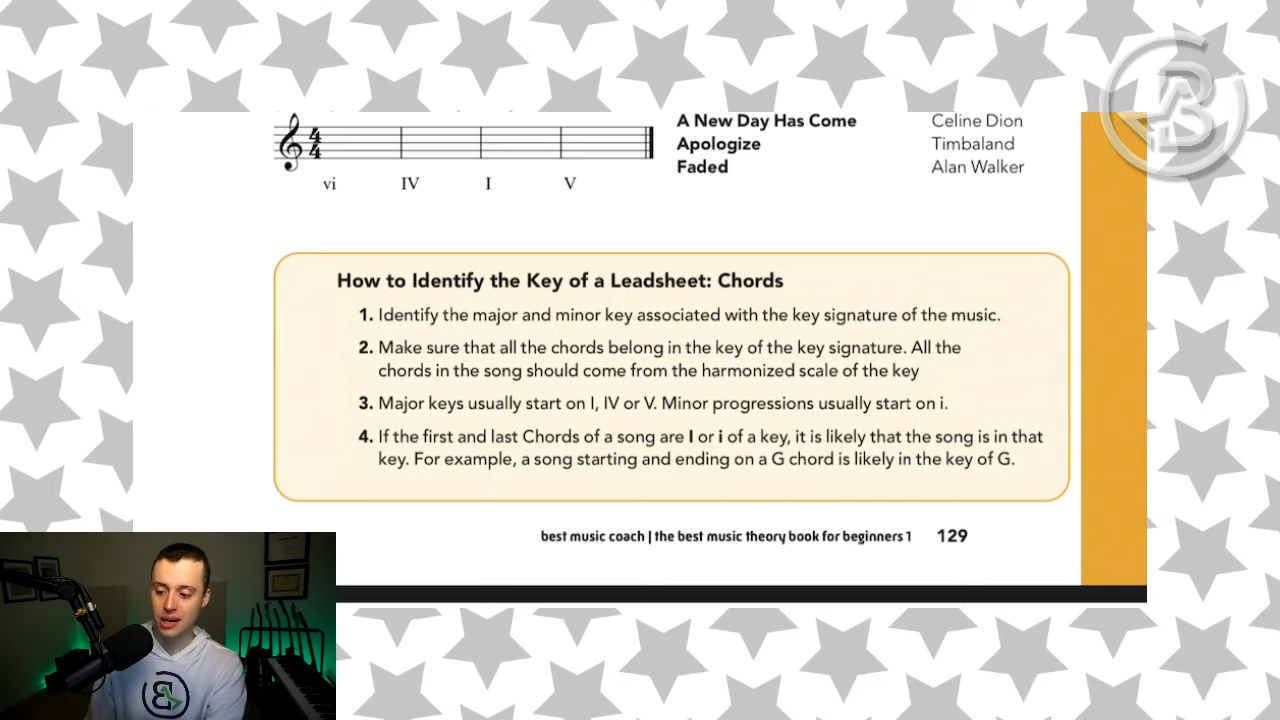 A New Day Has Come Celine Dion
Apologize Timbaland
Faded Alan Walker
4
4
vi IV I V
How to Identify the Key of a Leadsheet: Chords
1. Identify the major and minor key associated with the key signature of the music.
2. Make sure that all the chords belong in the key of the key signature. All the
chords in the song should come from the harmonized scale of the key
3. Major keys usually start on I, IV or V. Minor progressions usually start on i.
4. If the first and last Chords of a song are I or i of a key, it is likely that the song is in that
key. For example, a song starting and ending on a G chord is likely in the key of G.
best music coach | the best music theory book for beginners 1 129